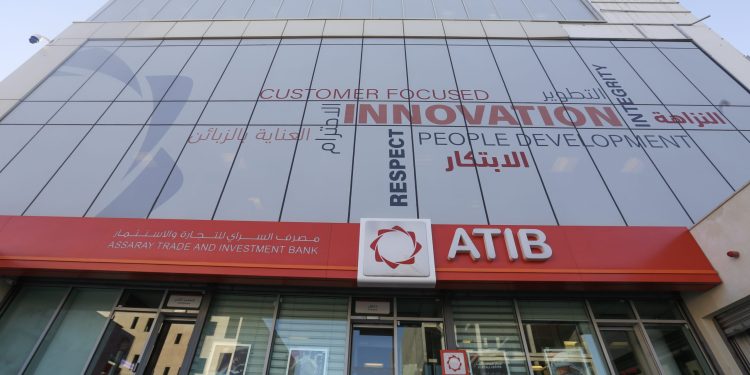 CUSTOMER FOCUSED
التطوير
INTEGRITY
الاحترام
INNOVATION
النزاهة
العناية بالزبائن
RESPECT
PEOPLE DEVELOPMENT
الابتكار
مصرف السراي للتجارة والاستثمار
ASSARAY TRADE AND INVESTMENT BANK
ATIB